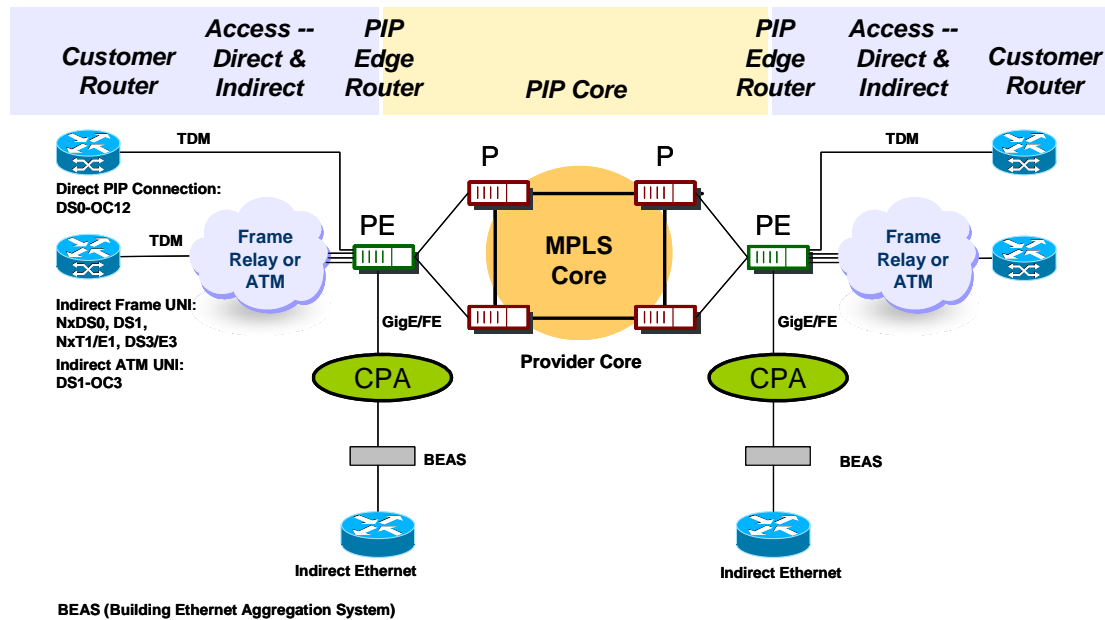 Customer
Router
Access --
Direct &
Indirect
PIP
Edge
Router
PIP Core
PIP
Edge
Router
Access --
Direct &
Indirect
Customer
Router
TDM
Direct PIP Connection:
DS0-OC12
TDM
Frame
Relay or
ATM
Indirect Frame UNI:
NxDS0, DS1,
NxT1/E1, DS3/E3
Indirect ATM UNI:
DS1-OC3
PE
P
P
MPLS
Core
Provider Core
PE
TDM
Frame
Relay or
ATM
GigE/FE
CPA
BEAS
Indirect Ethernet
GigE/FE
CPA
BEAS
Indirect Ethernet
BEAS (Building Ethernet Aggregation System)